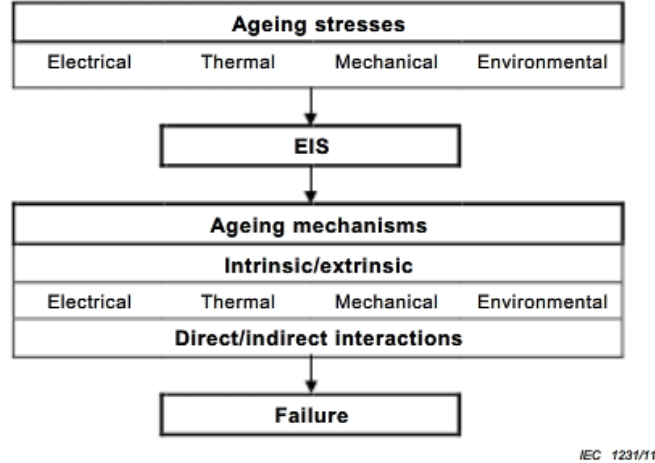 Ageing stresses
Electrical Thermal Mechanical Environmental
EIS
Ageing mechanisms
Intrinsic/extrinsic
Electrical Thermal Mechanical Environmental
Direct/indirect interactions
Failure
IEC 1231/11